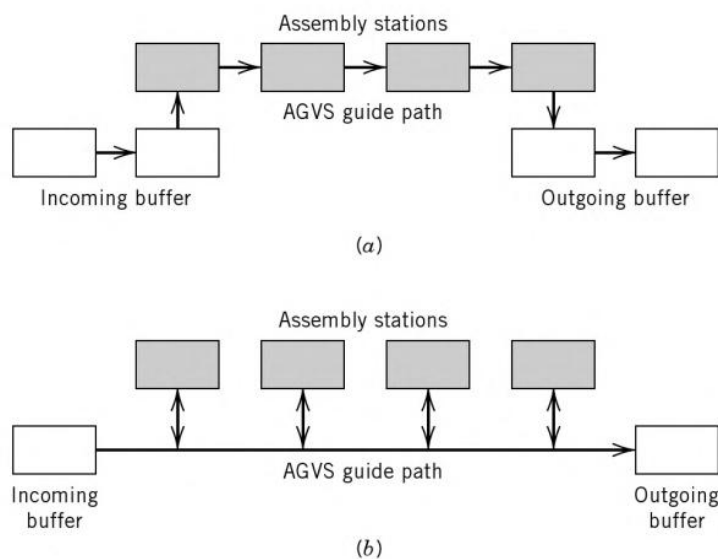 Assembly stations
AGVS guide path
Incoming buffer
Outgoing buffer
(a)
Assembly stations
AGVS guide path
Incoming
buffer
Outgoing
buffer
(b)